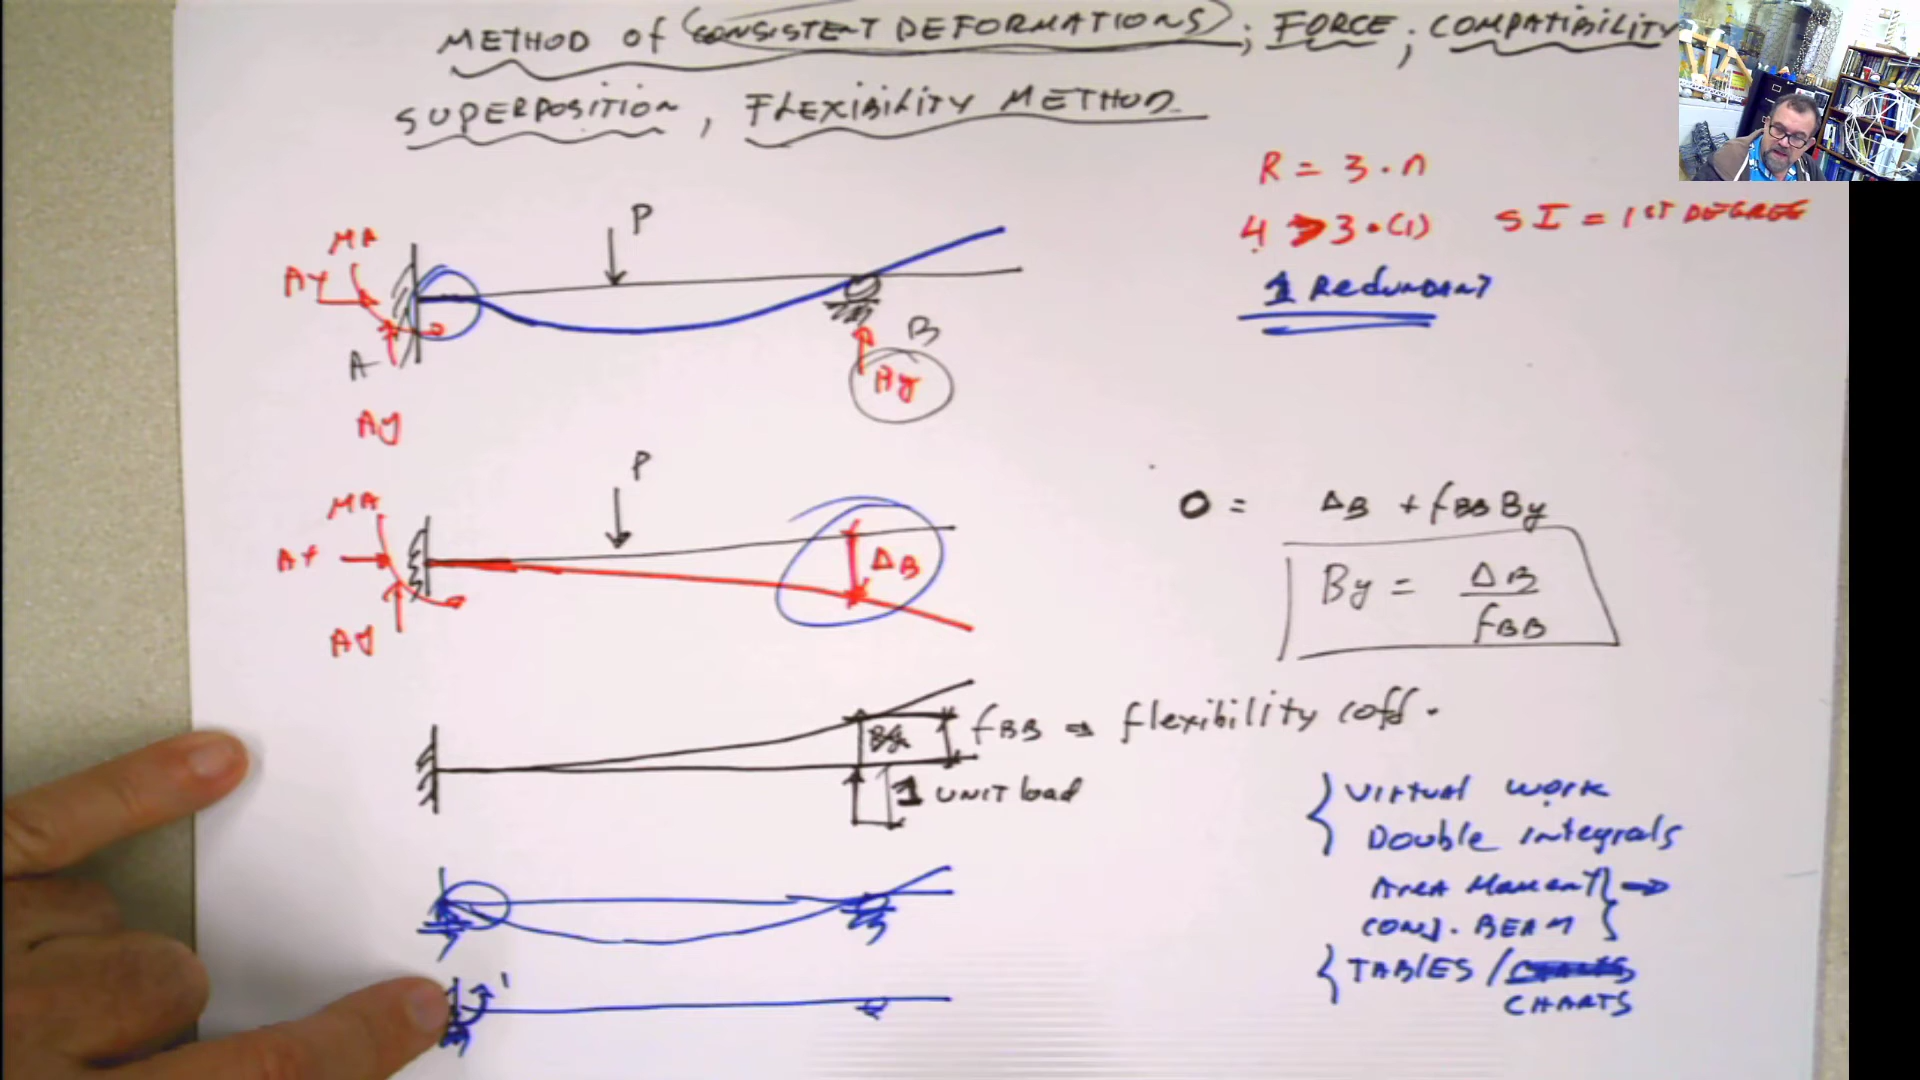 METHOD of CONSISTENT DEFORMATIONS; FORCE; COMPATIBILITY
SUPERPOSITION, FLEXIBILITY METHOD.
R = 3 · n
4 > 3 · (1) SI = 1ST DEGREE
1 Redundant
P
MA
A
B
By
Ay
P
MA
ΔB
Ay
0 = ΔB + fBB By
By = ΔB / fBB
fBB ⇒ flexibility coff.
1 UNIT load
Virtual work
Double integrals
Area Moment →
CONJ. BEAM
TABLES /
CHARTS
1